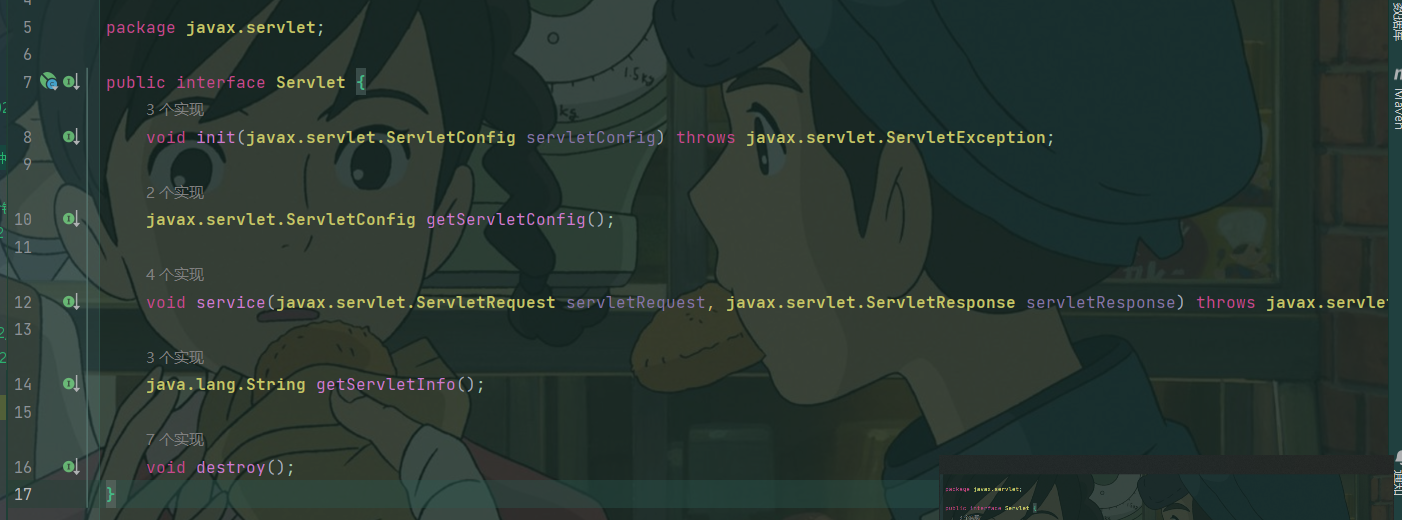 4
5 package javax.servlet;
6
7 public interface Servlet {
3 个实现
8 void init(javax.servlet.ServletConfig servletConfig) throws javax.servlet.ServletException;
9
2 个实现
10 javax.servlet.ServletConfig getServletConfig();
11
4 个实现
12 void service(javax.servlet.ServletRequest servletRequest, javax.servlet.ServletResponse servletResponse) throws javax.servlet
13
3 个实现
14 java.lang.String getServletInfo();
15
7 个实现
16 void destroy();
17 }
数据库
Maven
通知
1.5kg
package javax.servlet;
public interface Servlet {